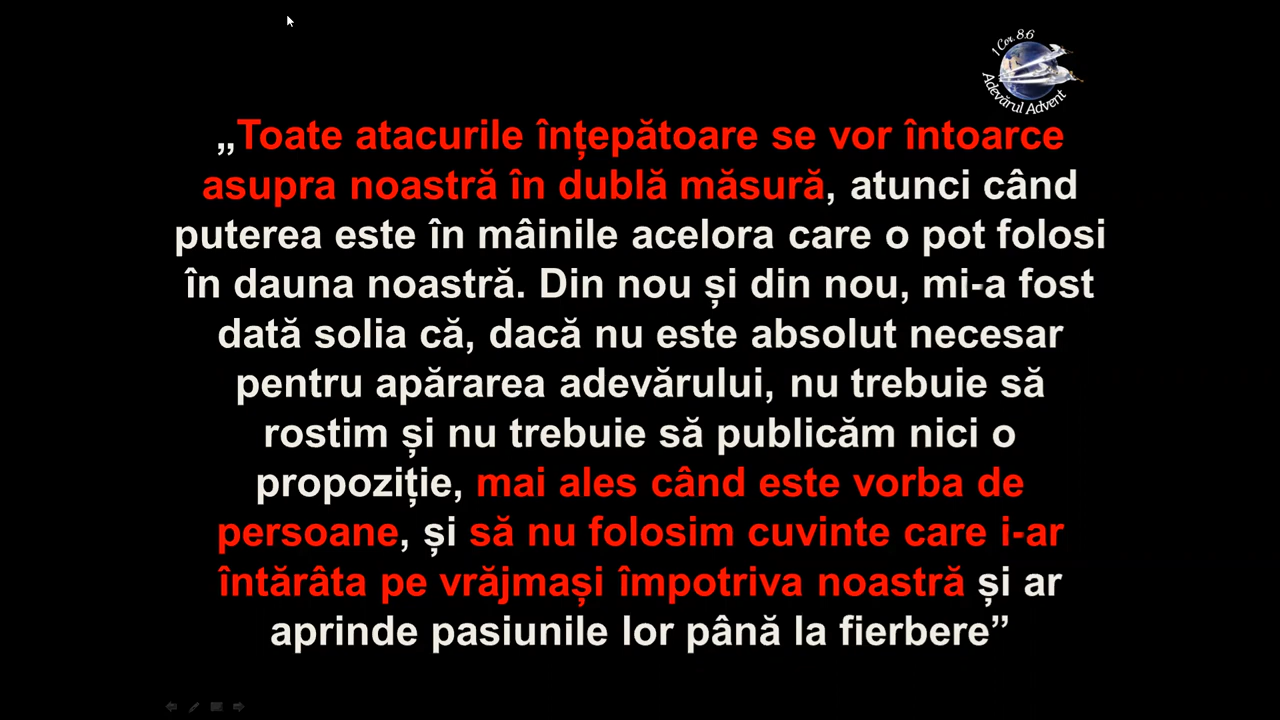 1 Cor. 8.6
Adevărul Advent
„Toate atacurile înțepătoare se vor întoarce
asupra noastră în dublă măsură, atunci când
puterea este în mâinile acelora care o pot folosi
în dauna noastră. Din nou și din nou, mi-a fost
dată solia că, dacă nu este absolut necesar
pentru apărarea adevărului, nu trebuie să
rostim și nu trebuie să publicăm nici o
propoziție, mai ales când este vorba de
persoane, și să nu folosim cuvinte care i-ar
întărâta pe vrăjmași împotriva noastră și ar
aprinde pasiunile lor până la fierbere”